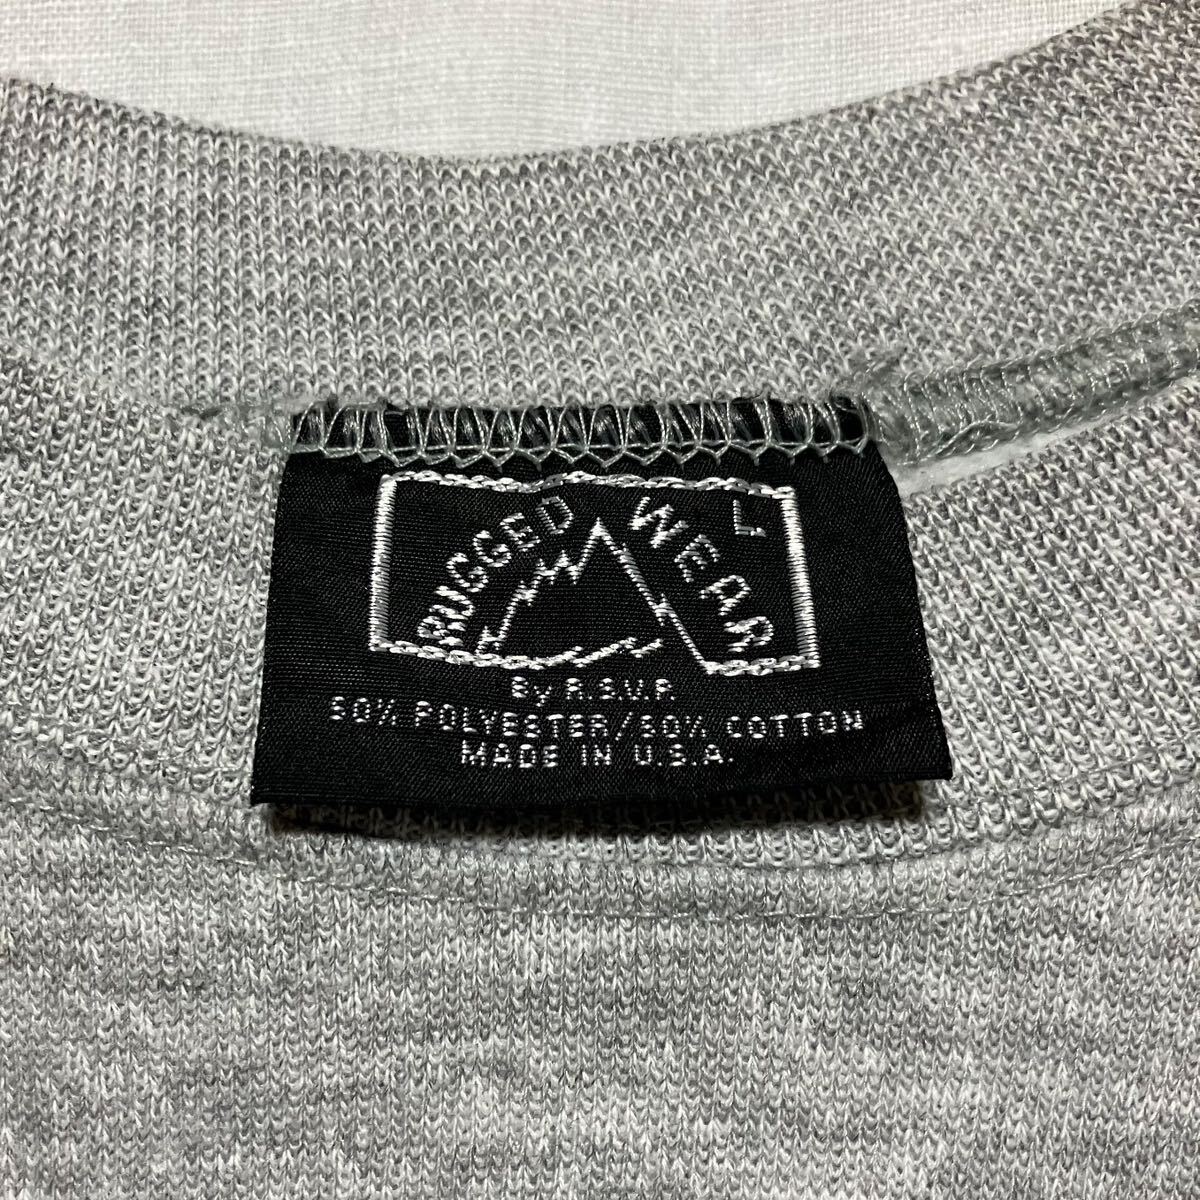 RUGGED WEAR
L
By R.S.V.P.
50% POLYESTER/50% COTTON
MADE IN U.S.A.